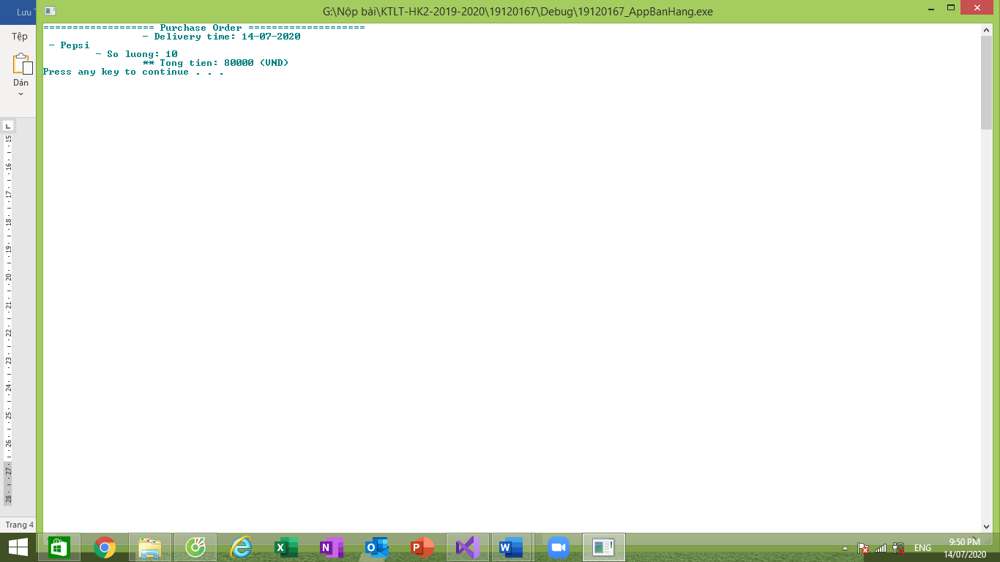 Lưu T
G:\Nộp bài\KTLT-HK2-2019-2020\19120167\Debug\19120167_AppBanHang.exe
Tệp
Dán
=================== Purchase Order ====================
- Delivery time: 14-07-2020
- Pepsi
- So luong: 10
** Tong tien: 80000 (VND)
Press any key to continue . . .
15
16
17
18
19
20
21
22
23
24
25
26
27
28
Trang 4
ENG
9:50 PM
14/07/2020